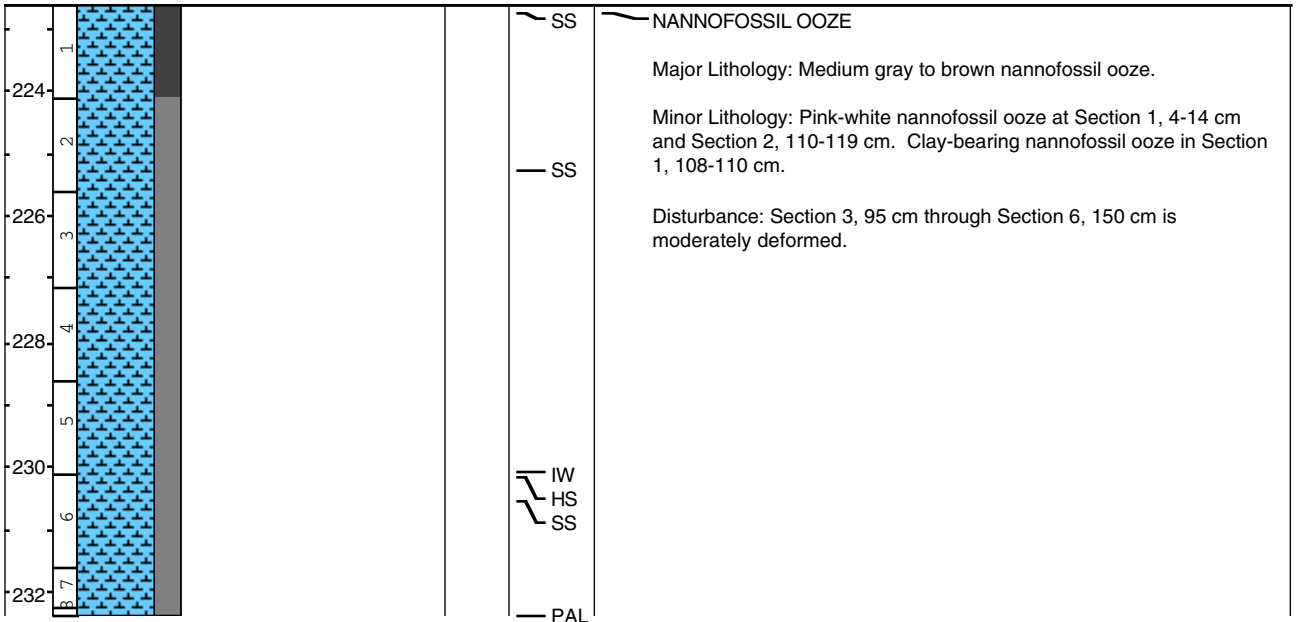 SS
NANNOFOSSIL OOZE
1
Major Lithology: Medium gray to brown nannofossil ooze.
224
Minor Lithology: Pink-white nannofossil ooze at Section 1, 4-14 cm
and Section 2, 110-119 cm. Clay-bearing nannofossil ooze in Section
1, 108-110 cm.
2
SS
226
Disturbance: Section 3, 95 cm through Section 6, 150 cm is
moderately deformed.
3
4
228
5
230
IW
HS
SS
6
7
232
8
PAL